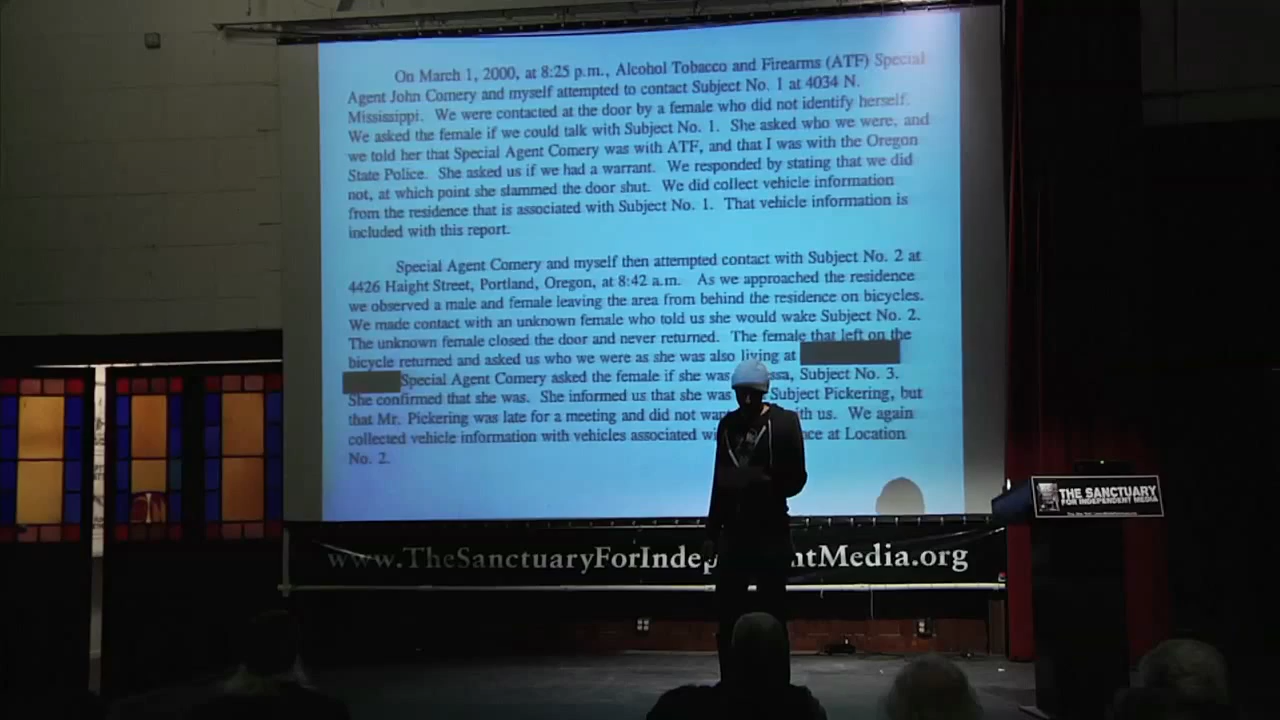 On March 1, 2000, at 8:25 p.m., Alcohol Tobacco and Firearms (ATF) Special
Agent John Comery and myself attempted to contact Subject No. 1 at 4034 N.
Mississippi. We were contacted at the door by a female who did not identify herself.
We asked the female if we could talk with Subject No. 1. She asked who we were, and
we told her that Special Agent Comery was with ATF, and that I was with the Oregon
State Police. She asked us if we had a warrant. We responded by stating that we did
not, at which point she slammed the door shut. We did collect vehicle information
from the residence that is associated with Subject No. 1. That vehicle information is
included with this report.
Special Agent Comery and myself then attempted contact with Subject No. 2 at
4426 Haight Street, Portland, Oregon, at 8:42 a.m. As we approached the residence
we observed a male and female leaving the area from behind the residence on bicycles.
We made contact with an unknown female who told us she would wake Subject No. 2.
The unknown female closed the door and never returned. The female that left on the
bicycle returned and asked us who we were as she was also living at
Special Agent Comery asked the female if she was ssa, Subject No. 3.
She confirmed that she was. She informed us that she was Subject Pickering, but
that Mr. Pickering was late for a meeting and did not wan ith us. We again
collected vehicle information with vehicles associated wi ce at Location
No. 2.
THE SANCTUARY
FOR INDEPENDENT MEDIA
www.TheSanctuaryForIndep ntMedia.org